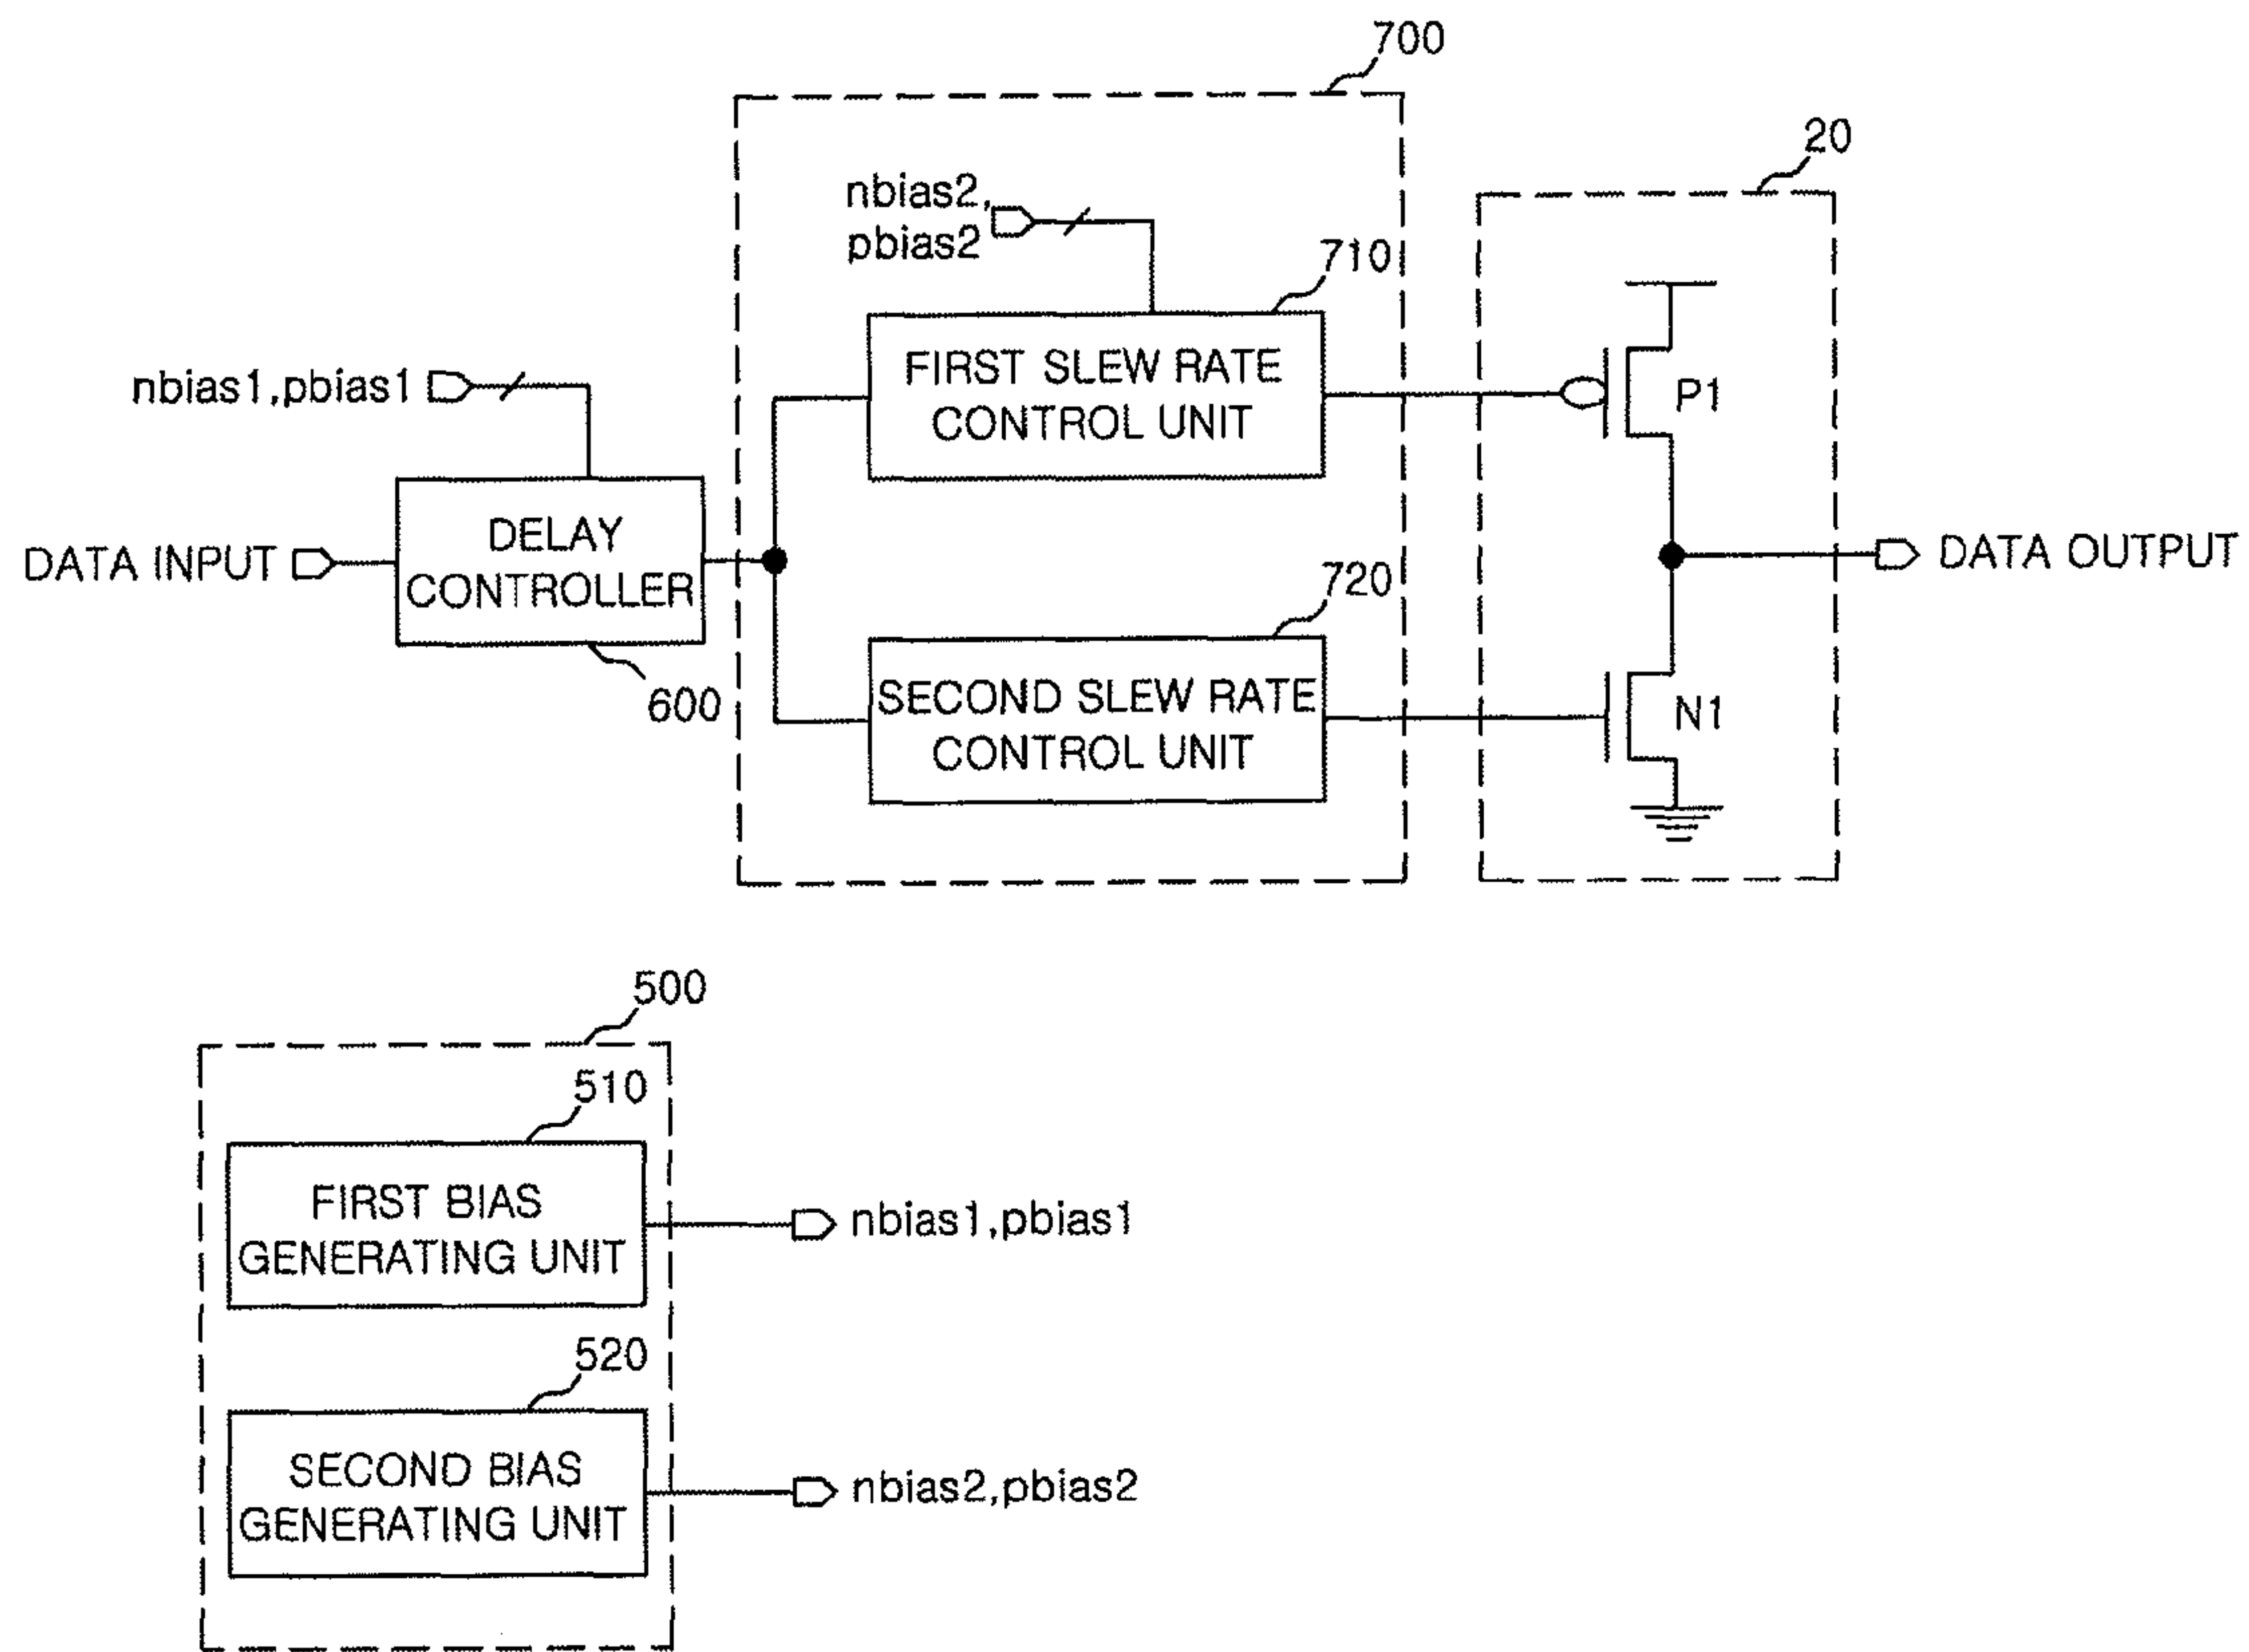 700
20
nbias2,
pbias2
710
FIRST SLEW RATE
CONTROL UNIT
nbias1,pbias1
P1
DATA INPUT
DELAY
CONTROLLER
600
DATA OUTPUT
720
SECOND SLEW RATE
CONTROL UNIT
N1
500
510
FIRST BIAS
GENERATING UNIT
nbias1,pbias1
520
SECOND BIAS
GENERATING UNIT
nbias2,pbias2